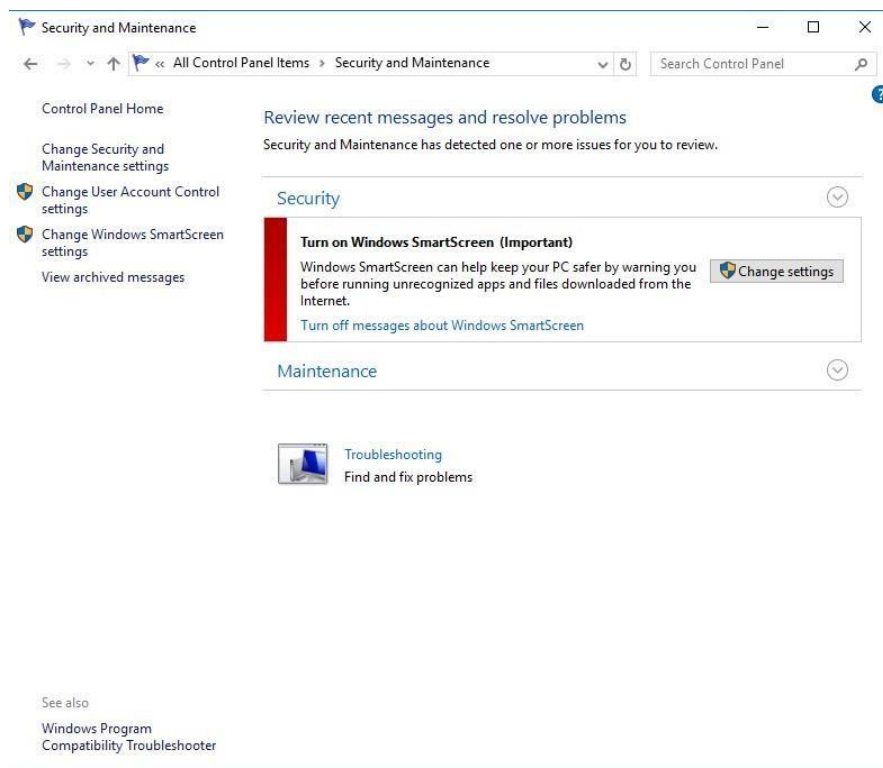 Security and Maintenance
« All Control Panel Items › Security and Maintenance
Search Control Panel
?
Control Panel Home
Change Security and
Maintenance settings
Change User Account Control
settings
Change Windows SmartScreen
settings
View archived messages
Review recent messages and resolve problems
Security and Maintenance has detected one or more issues for you to review.
Security
Turn on Windows SmartScreen (Important)
Windows SmartScreen can help keep your PC safer by warning you
before running unrecognized apps and files downloaded from the
Internet.
Change settings
Turn off messages about Windows SmartScreen
Maintenance
Troubleshooting
Find and fix problems
See also
Windows Program
Compatibility Troubleshooter